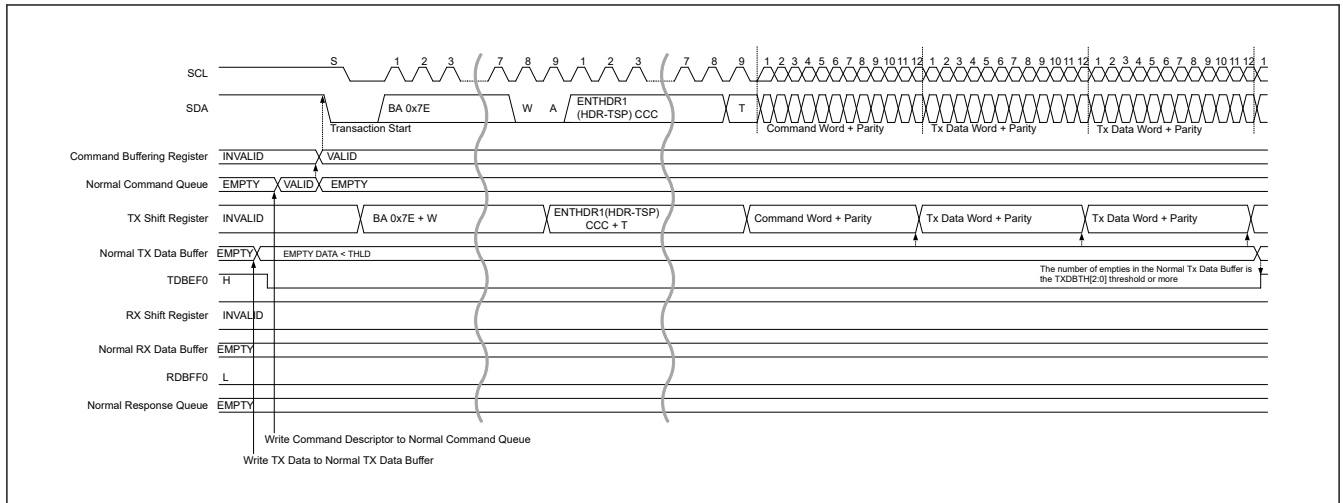 SCL S 1 2 3 7 8 9 1 2 3 7 8 9 1 2 3 4 5 6 7 8 9 10 11 12 1 2 3 4 5 6 7 8 9 10 11 12 1 2 3 4 5 6 7 8 9 10 11 12 1
SDA BA 0x7E W A ENTHDR1
(HDR-TSP) CCC T
Transaction Start Command Word + Parity Tx Data Word + Parity Tx Data Word + Parity
Command Buffering Register INVALID VALID
Normal Command Queue EMPTY VALID EMPTY
TX Shift Register INVALID BA 0x7E + W ENTHDR1(HDR-TSP)
CCC + T Command Word + Parity Tx Data Word + Parity Tx Data Word + Parity
Normal TX Data Buffer EMPTY EMPTY DATA < THLD
TDBEF0 H
The number of empties in the Normal Tx Data Buffer is
the TXDBTH[2:0] threshold or more
RX Shift Register INVALID
Normal RX Data Buffer EMPTY
RDBFF0 L
Normal Response Queue EMPTY
Write Command Descriptor to Normal Command Queue
Write TX Data to Normal TX Data Buffer